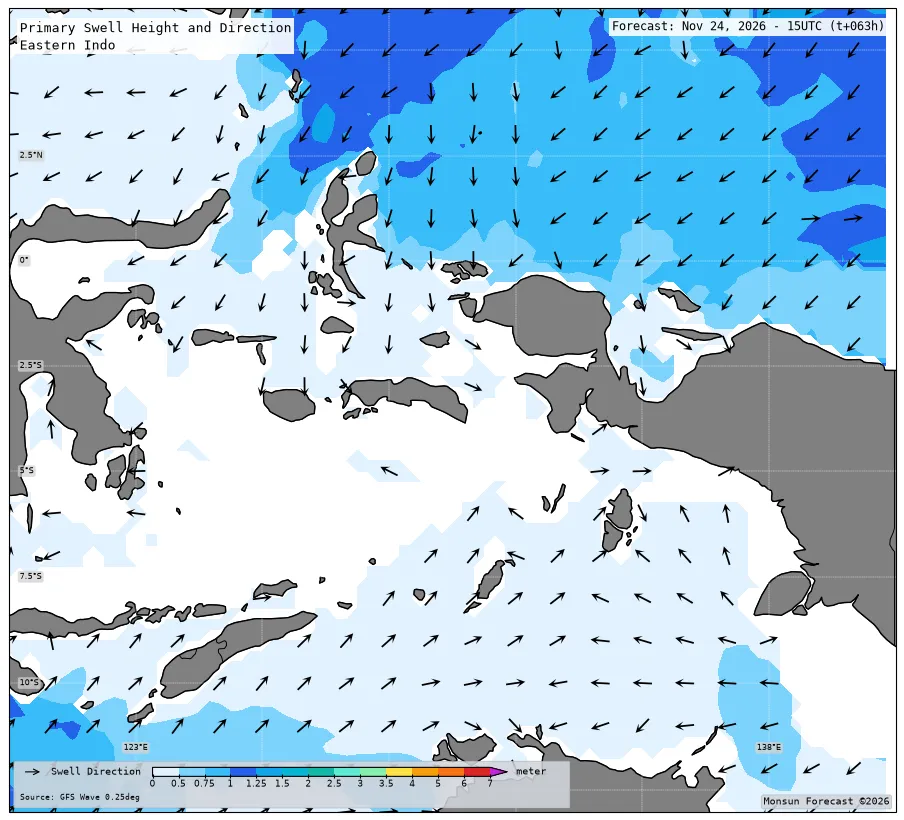 Primary Swell Height and Direction
Eastern Indo
Forecast: Nov 24, 2026 - 15UTC (t+063h)
2.5°N
0°
2.5°S
5°S
7.5°S
10°S
123°E
138°E
Swell Direction
0 0.5 0.75 1 1.25 1.5 2 2.5 3 3.5 4 5 6 7
meter
Source: GFS Wave 0.25deg
Monsun Forecast ©2026